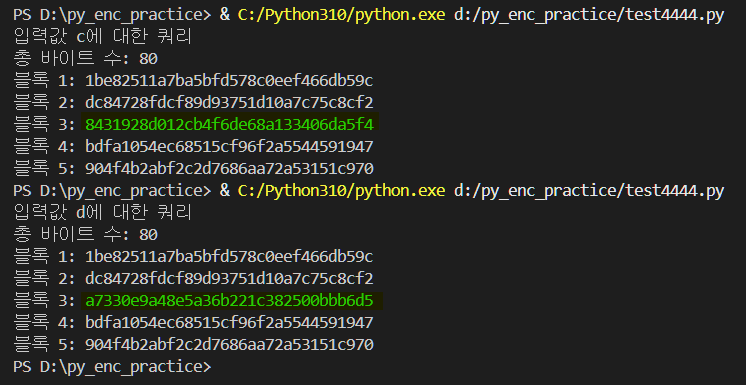 PS D:\py_enc_practice> & C:/Python310/python.exe d:/py_enc_practice/test4444.py
입력값 c에 대한 쿼리
총 바이트 수: 80
블록 1: 1be82511a7ba5bfd578c0eef466db59c
블록 2: dc84728fdcf89d93751d10a7c75c8cf2
블록 3: 8431928d012cb4f6de68a133406da5f4
블록 4: bdfa1054ec68515cf96f2a5544591947
블록 5: 904f4b2abf2c2d7686aa72a53151c970
PS D:\py_enc_practice> & C:/Python310/python.exe d:/py_enc_practice/test4444.py
입력값 d에 대한 쿼리
총 바이트 수: 80
블록 1: 1be82511a7ba5bfd578c0eef466db59c
블록 2: dc84728fdcf89d93751d10a7c75c8cf2
블록 3: a7330e9a48e5a36b221c382500bbb6d5
블록 4: bdfa1054ec68515cf96f2a5544591947
블록 5: 904f4b2abf2c2d7686aa72a53151c970
PS D:\py_enc_practice>